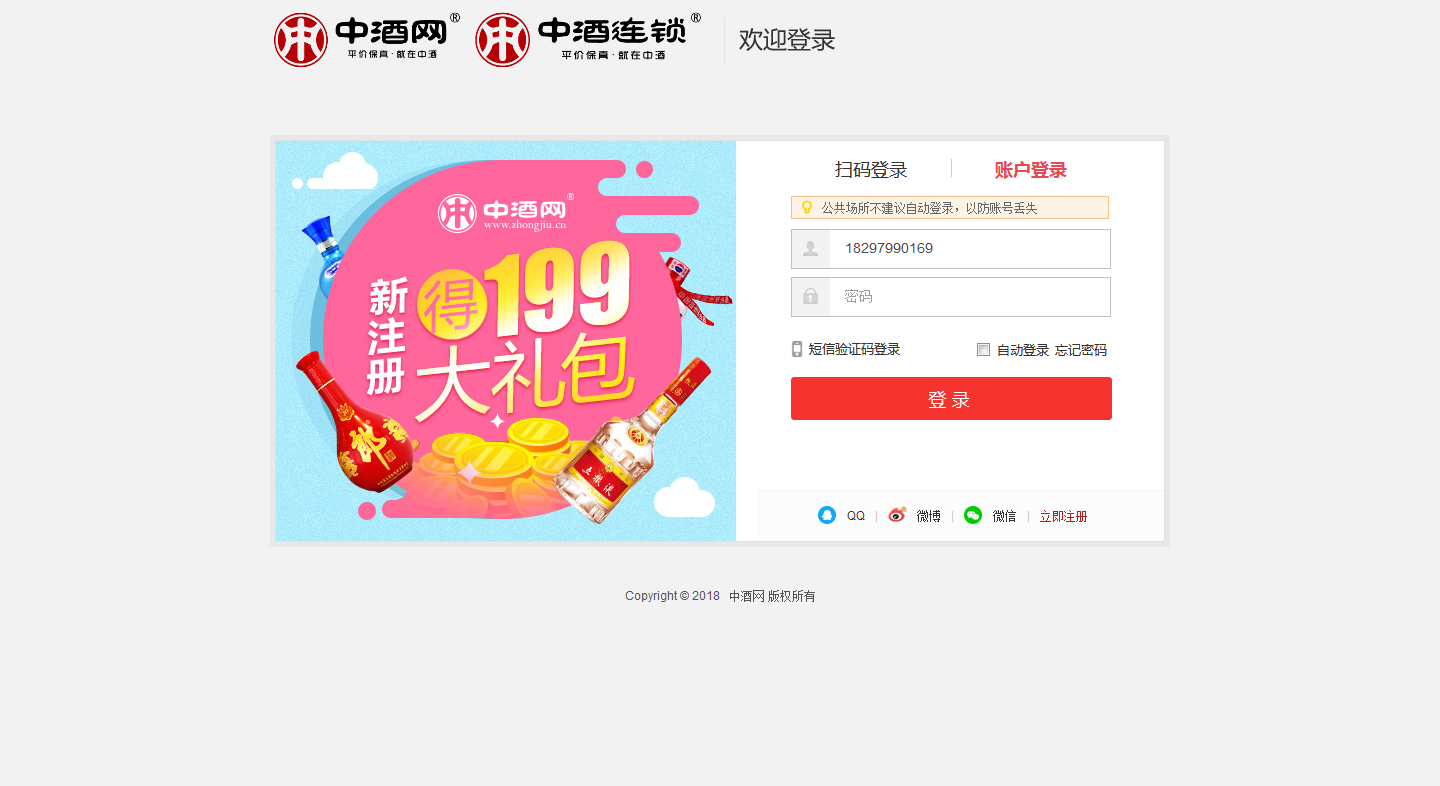 中酒网®
平价保真·就在中酒
中酒连锁®
平价保真·就在中酒
欢迎登录
中酒网®
www.zhongjiu.cn
新注册
得199
大礼包
郎
五粮液
扫码登录
账户登录
公共场所不建议自动登录，以防账号丢失
18297990169
密码
短信验证码登录
自动登录 忘记密码
登 录
QQ | 微博 | 微信 | 立即注册
Copyright © 2018 中酒网 版权所有